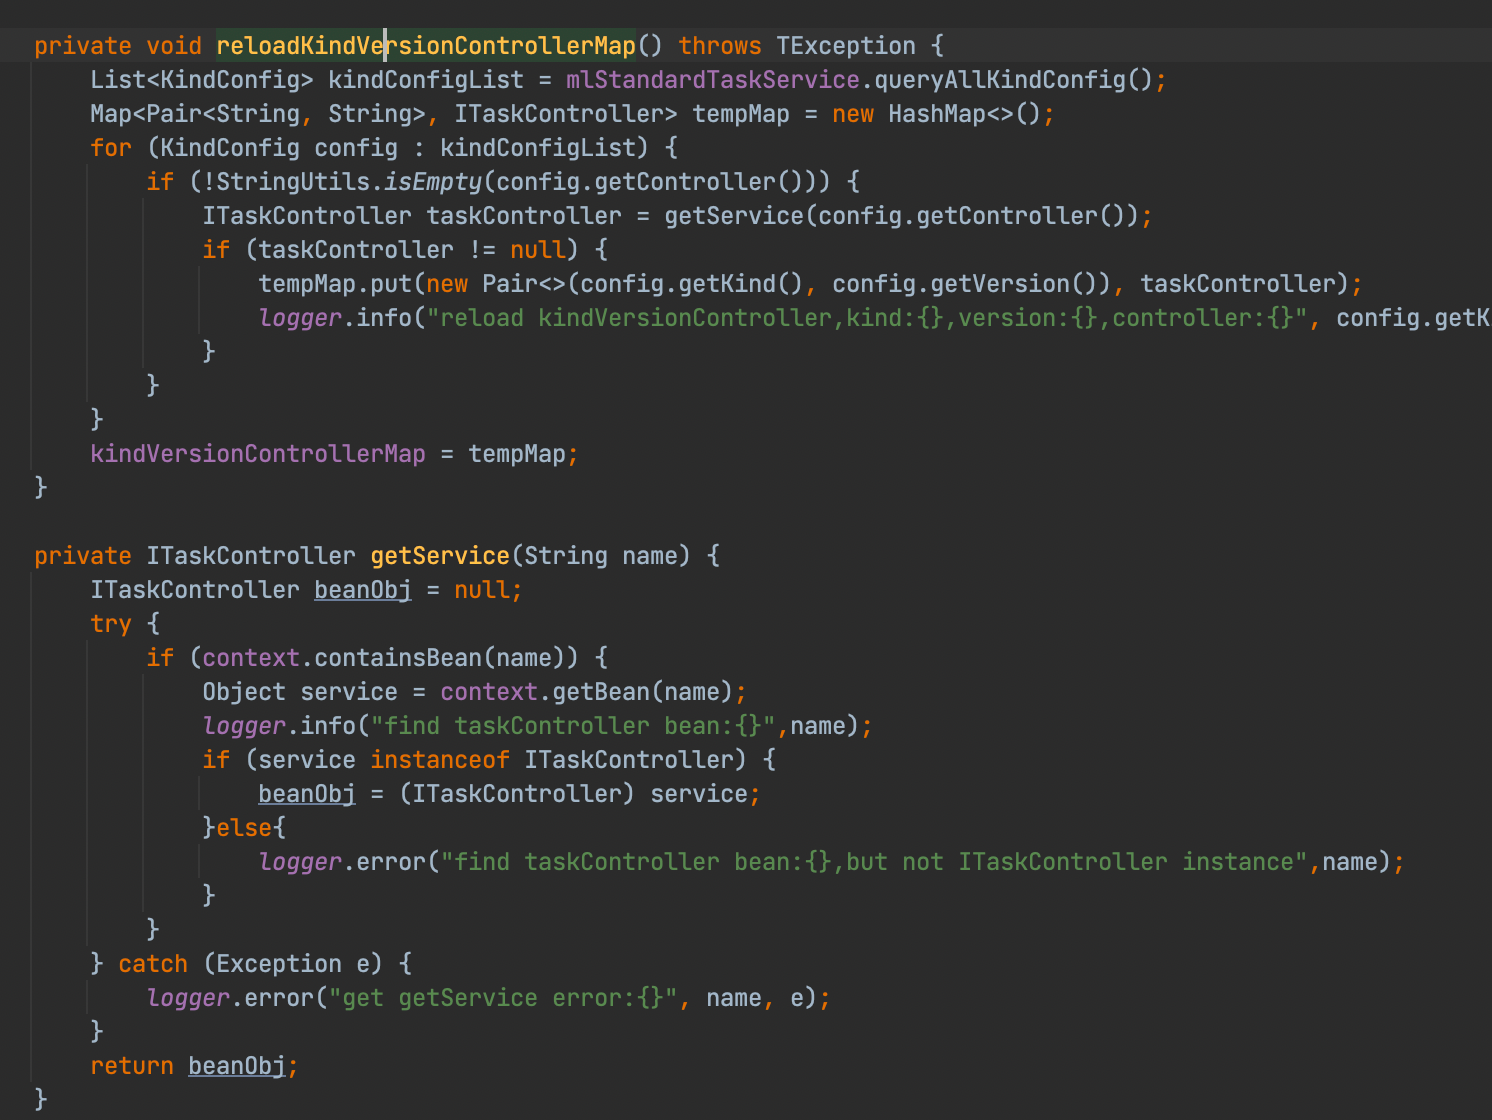 private void reloadKindVersionControllerMap() throws TException {
    List<KindConfig> kindConfigList = mlStandardTaskService.queryAllKindConfig();
    Map<Pair<String, String>, ITaskController> tempMap = new HashMap<>();
    for (KindConfig config : kindConfigList) {
        if (!StringUtils.isEmpty(config.getController())) {
            ITaskController taskController = getService(config.getController());
            if (taskController != null) {
                tempMap.put(new Pair<>(config.getKind(), config.getVersion()), taskController);
                logger.info("reload kindVersionController,kind:{},version:{},controller:{}", config.getK
            }
        }
    }
    kindVersionControllerMap = tempMap;
}
private ITaskController getService(String name) {
    ITaskController beanObj = null;
    try {
        if (context.containsBean(name)) {
            Object service = context.getBean(name);
            logger.info("find taskController bean:{}",name);
            if (service instanceof ITaskController) {
                beanObj = (ITaskController) service;
            }else{
                logger.error("find taskController bean:{},but not ITaskController instance",name);
            }
        }
    } catch (Exception e) {
        logger.error("get getService error:{}", name, e);
    }
    return beanObj;
}